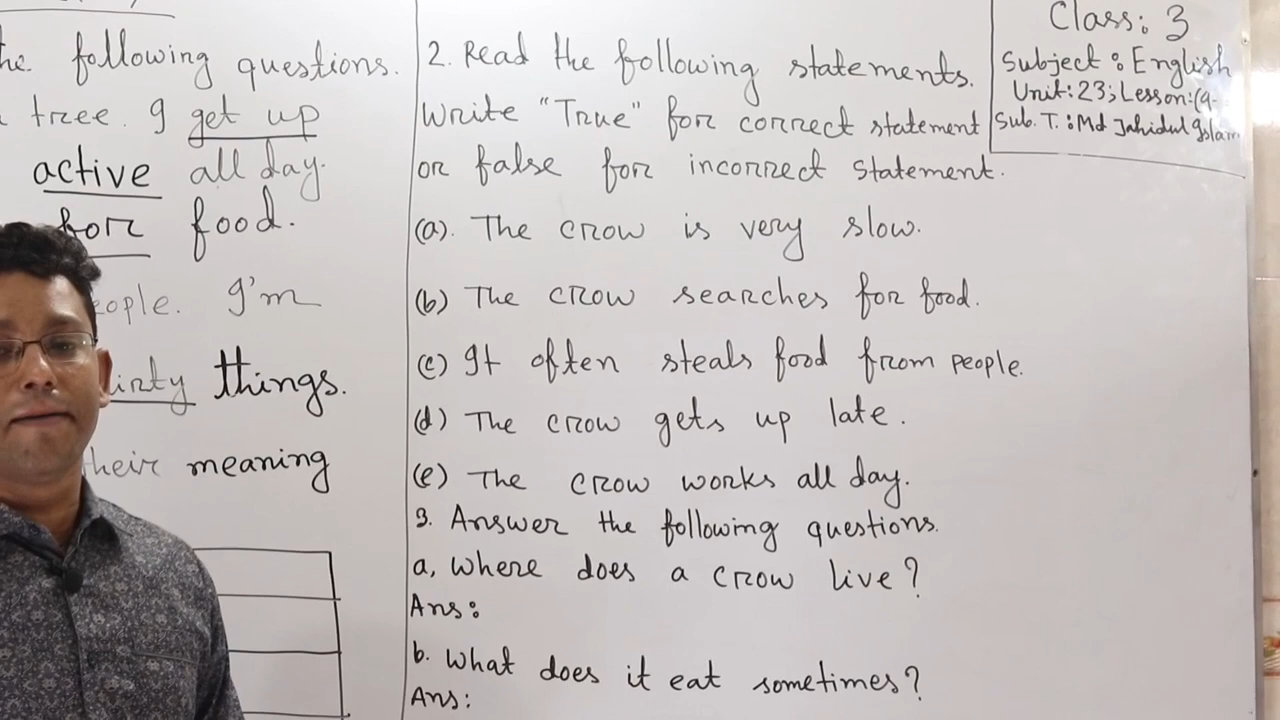 he following questions.
tree. I get up
active all day.
for food.
eople. I'm
irty things.
their meaning
2. Read the following statements.
Write "True" for correct statement
or false for incorrect statement.
(a). The crow is very slow.
(b) The crow searches for food.
(c) It often steals food from people.
(d) The crow gets up late.
(e) The crow works all day.
3. Answer the following questions.
a, where does a crow live?
Ans:
b. What does it eat sometimes?
Ans:
Class: 3
Subject: English
Unit: 23; Lesson:
Sub. T.: Md Jahidul Islam